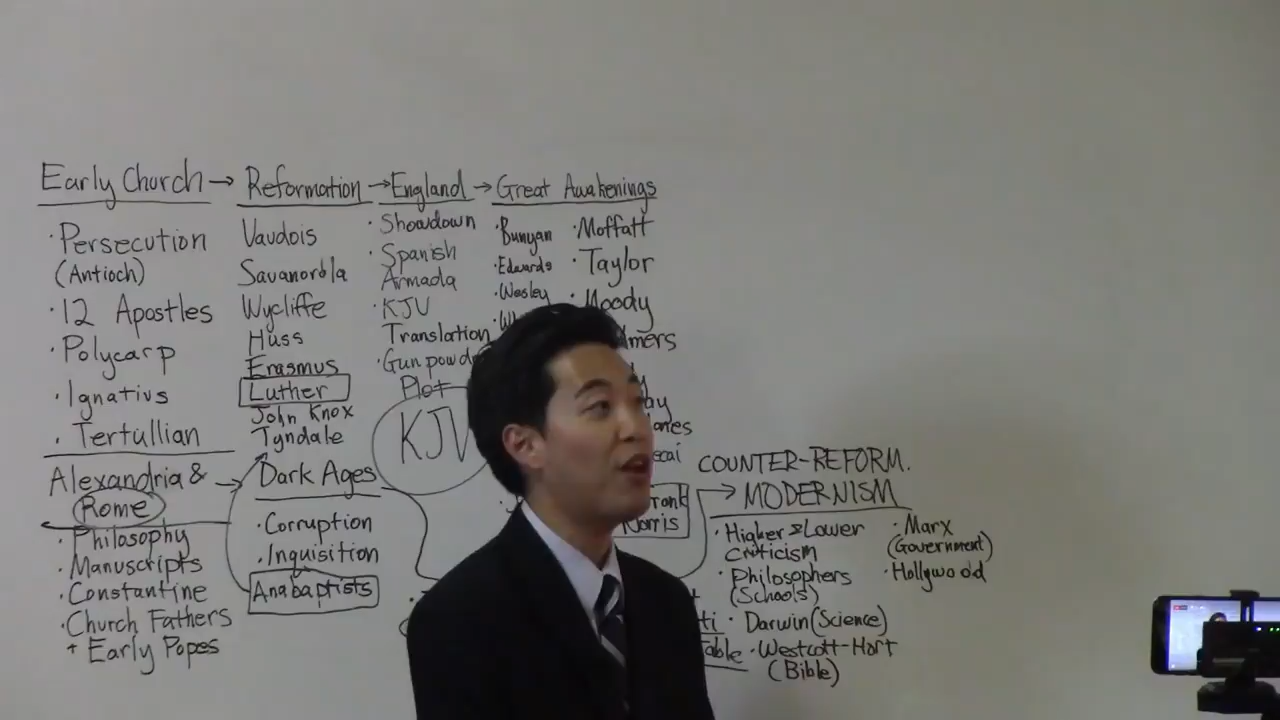 Early Church → Reformation → England → Great Awakenings
· Persecution
(Antioch)
· 12 Apostles
· Polycarp
· Ignatius
· Tertullian
Alexandria &
Rome
· Philosophy
· Manuscripts
· Constantine
· Church Fathers
+ Early Popes
Vaudois
Savanorola
Wycliffe
Huss
Erasmus
Luther
John Knox
Tyndale
Dark Ages
· Corruption
· Inquisition
Anabaptists
· Showdown
· Spanish
Armada
· KJV
Translation
· Gunpowd
Plot
KJV
· Bunyan
· Edwards
· Wesley
· Moffatt
· Taylor
· Moody
Norris
COUNTER-REFORM.
→ MODERNISM
· Higher & Lower
Criticism
· Philosophers
(Schools)
· Darwin (Science)
· Westcott-Hort
(Bible)
· Marx
(Government)
· Hollywood